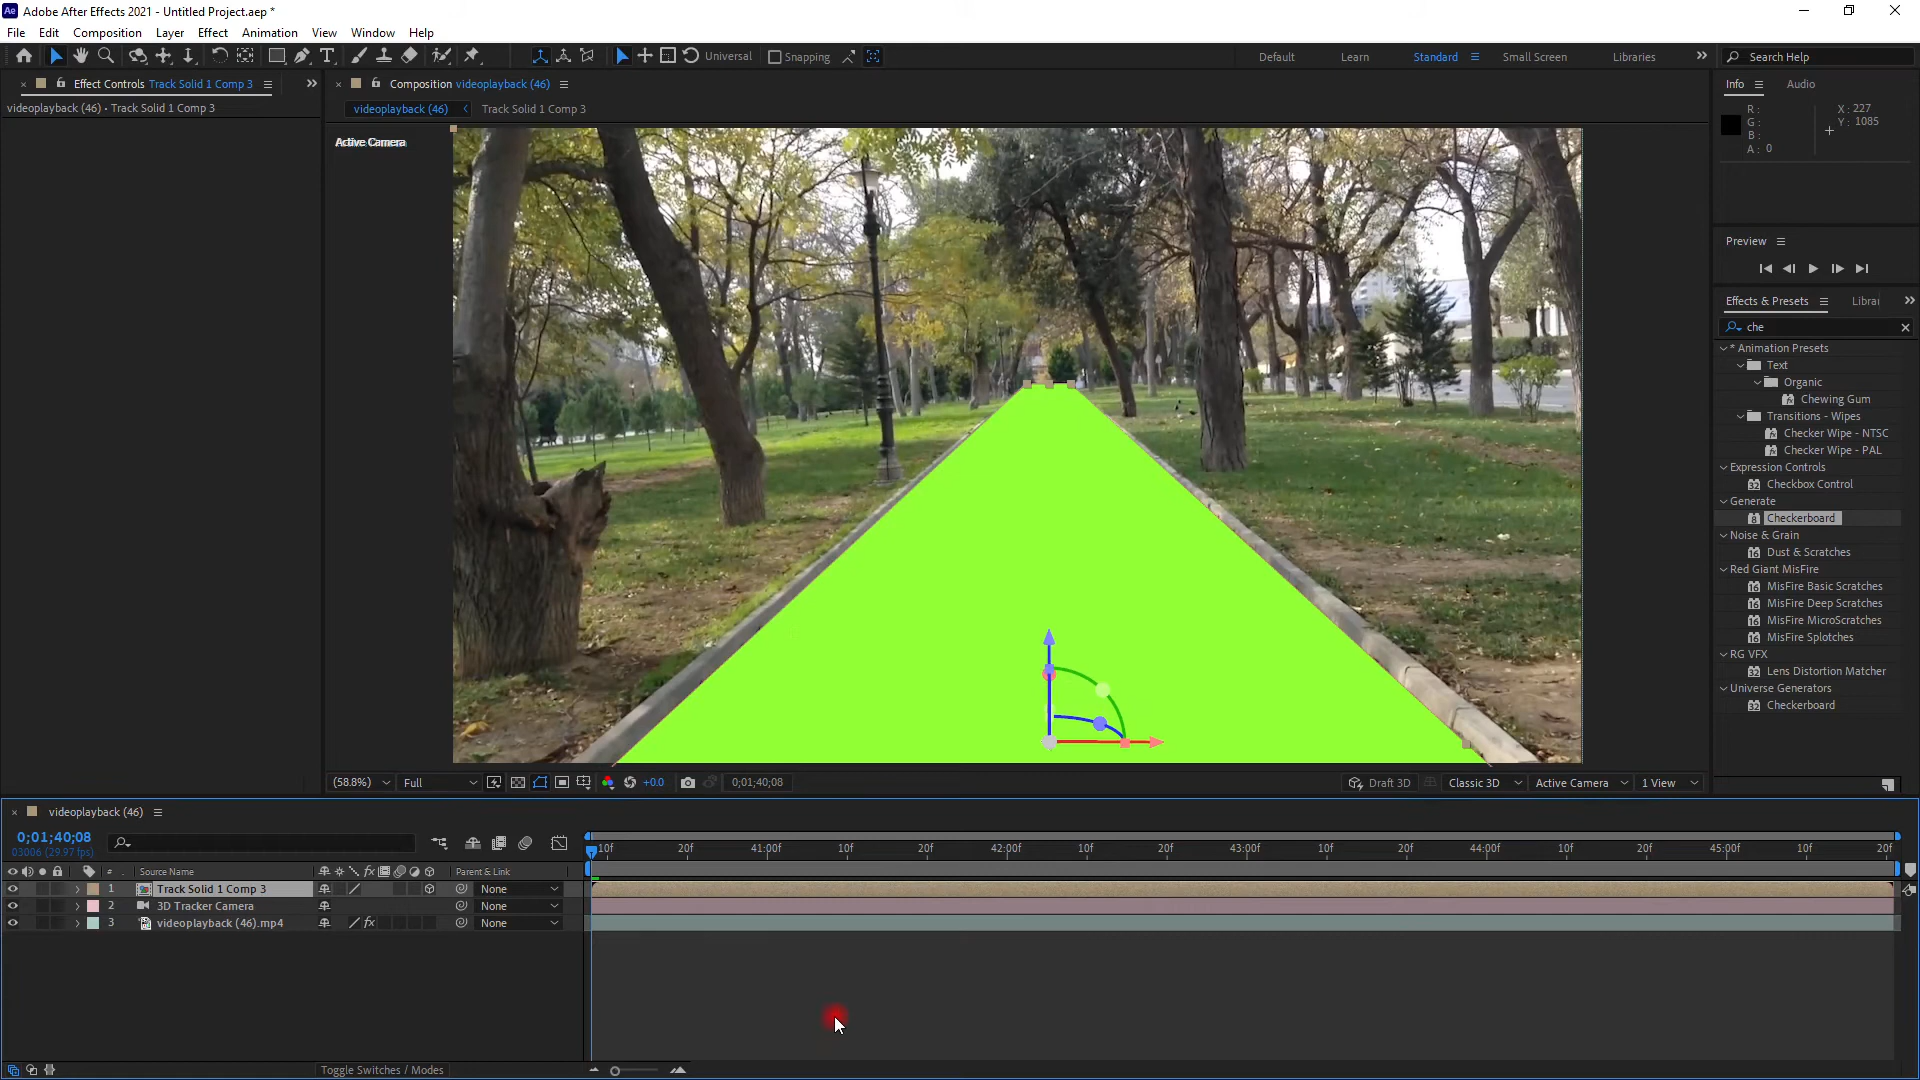 Adobe After Effects 2021 - Untitled Project.aep *
File Edit Composition Layer Effect Animation View Window Help
Universal Snapping Default Learn Standard Small Screen Libraries Search Help
Effect Controls Track Solid 1 Comp 3
videoplayback (46) • Track Solid 1 Comp 3
Composition videoplayback (46)
videoplayback (46) Track Solid 1 Comp 3
Active Camera
Info Audio
R :
G :
B :
A : 0
X : 227
Y : 1085
Preview
Effects & Presets Librai
che
* Animation Presets
Text
Organic
Chewing Gum
Transitions - Wipes
Checker Wipe - NTSC
Checker Wipe - PAL
Expression Controls
Checkbox Control
Generate
Checkerboard
Noise & Grain
Dust & Scratches
Red Giant MisFire
MisFire Basic Scratches
MisFire Deep Scratches
MisFire MicroScratches
MisFire Splotches
RG VFX
Lens Distortion Matcher
Universe Generators
Checkerboard
(58.8%) Full +0.0 0;01;40;08 Draft 3D Classic 3D Active Camera 1 View
videoplayback (46)
0;01;40;08
03006 (29.97 fps)
10f 20f 41:00f 10f 20f 42:00f 10f 20f 43:00f 10f 20f 44:00f 10f 20f 45:00f 10f 20f
# Source Name Parent & Link
1 Track Solid 1 Comp 3 None
2 3D Tracker Camera None
3 videoplayback (46).mp4 None
Toggle Switches / Modes